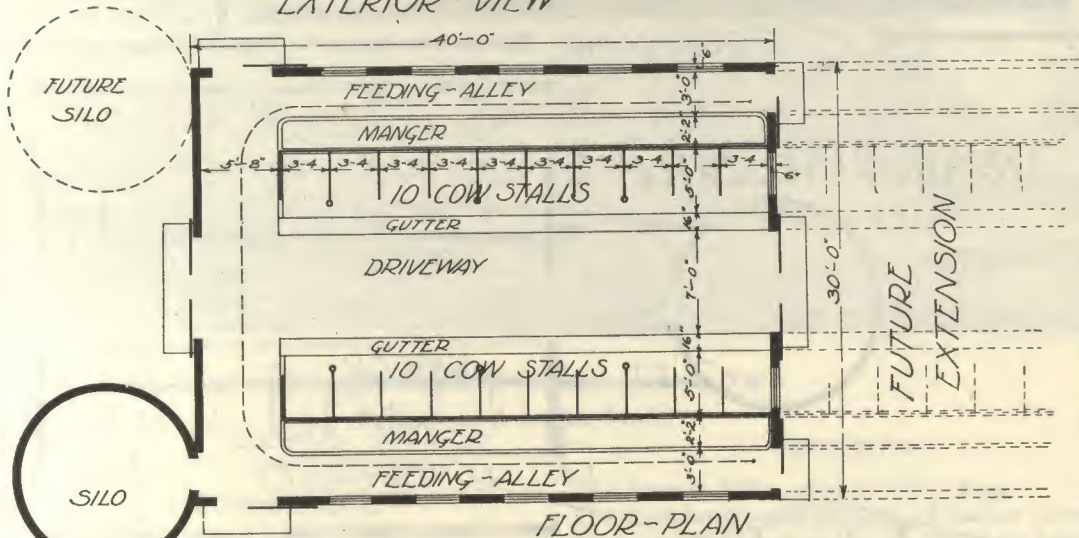 EXTERIOR - VIEW
40'-0"
6"
FUTURE
SILO
FEEDING-ALLEY
3'-0"
MANGER
2'-2"
5'-8" 3-4 3-4 3-4 3-4 3-4 3-4 3-4 3-4 3-4 6"
10 COW STALLS
5'-0"
GUTTER
16"
DRIVEWAY
7'-0"
30'-0"
FUTURE
EXTENSION
GUTTER
16"
10 COW STALLS
5'-0"
MANGER
2'-2"
FEEDING-ALLEY
3'-0"
SILO
FLOOR-PLAN